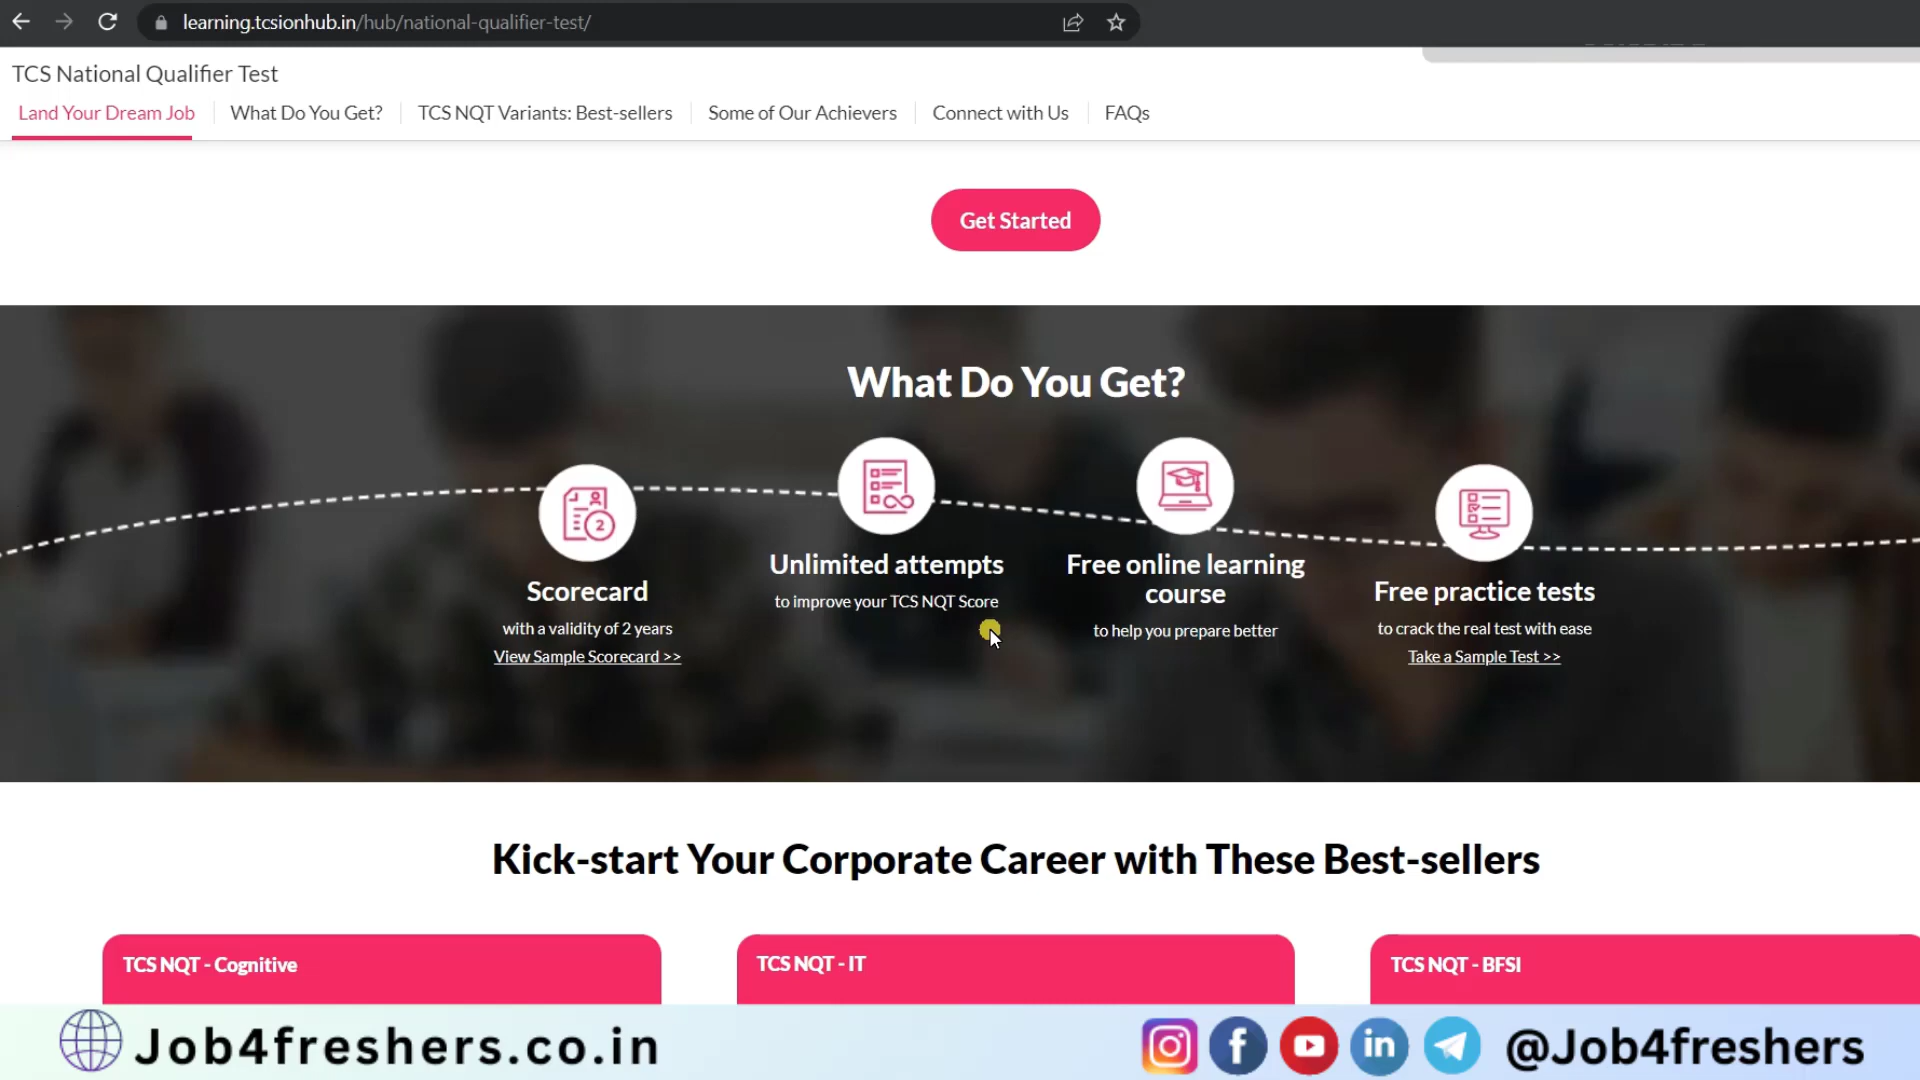 learning.tcsionhub.in/hub/national-qualifier-test/
TCS National Qualifier Test
Land Your Dream Job
What Do You Get?
TCS NQT Variants: Best-sellers
Some of Our Achievers
Connect with Us
FAQs
Get Started
What Do You Get?
Scorecard
with a validity of 2 years
View Sample Scorecard >>
Unlimited attempts
to improve your TCS NQT Score
Free online learning
course
to help you prepare better
Free practice tests
to crack the real test with ease
Take a Sample Test >>
Kick-start Your Corporate Career with These Best-sellers
TCS NQT - Cognitive
TCS NQT - IT
TCS NQT - BFSI
Job4freshers.co.in
@Job4freshers